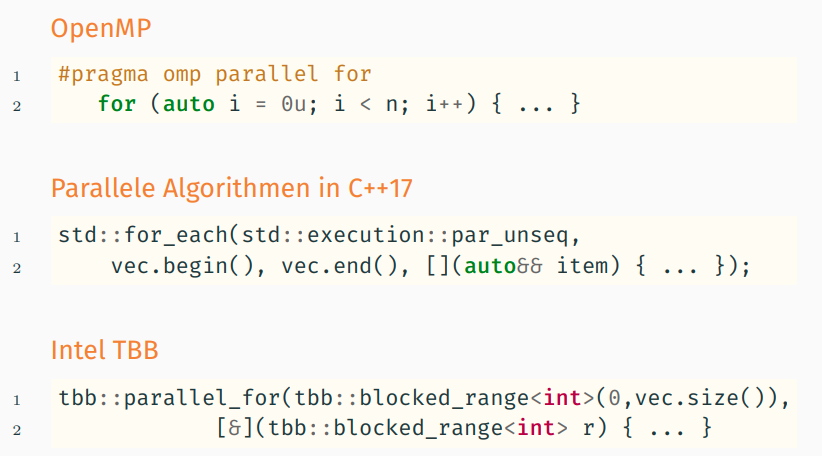 OpenMP
1 #pragma omp parallel for
2 for (auto i = 0u; i < n; i++) { ... }
Parallele Algorithmen in C++17
1 std::for_each(std::execution::par_unseq,
2 vec.begin(), vec.end(), [](auto&& item) { ... });
Intel TBB
1 tbb::parallel_for(tbb::blocked_range<int>(0,vec.size()),
2 [&](tbb::blocked_range<int> r) { ... }